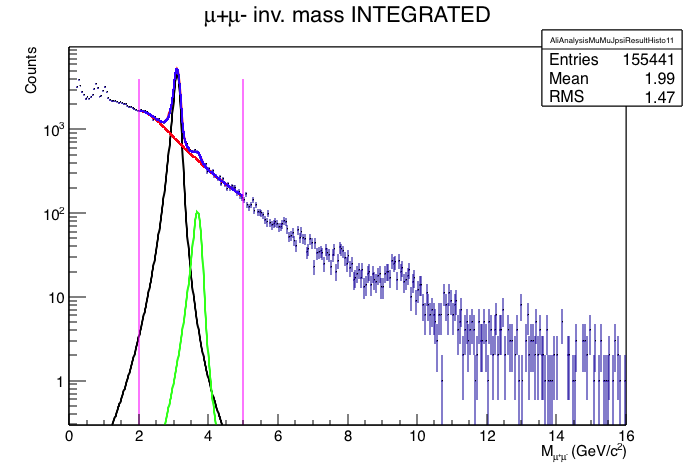 μ+μ- inv. mass INTEGRATED
AliAnalysisMuMuJpsiResultHisto11
Entries 155441
Mean 1.99
RMS 1.47
Counts
10³
10²
10
1
0 2 4 6 8 10 12 14 16
M_μ⁺μ⁻ (GeV/c²)